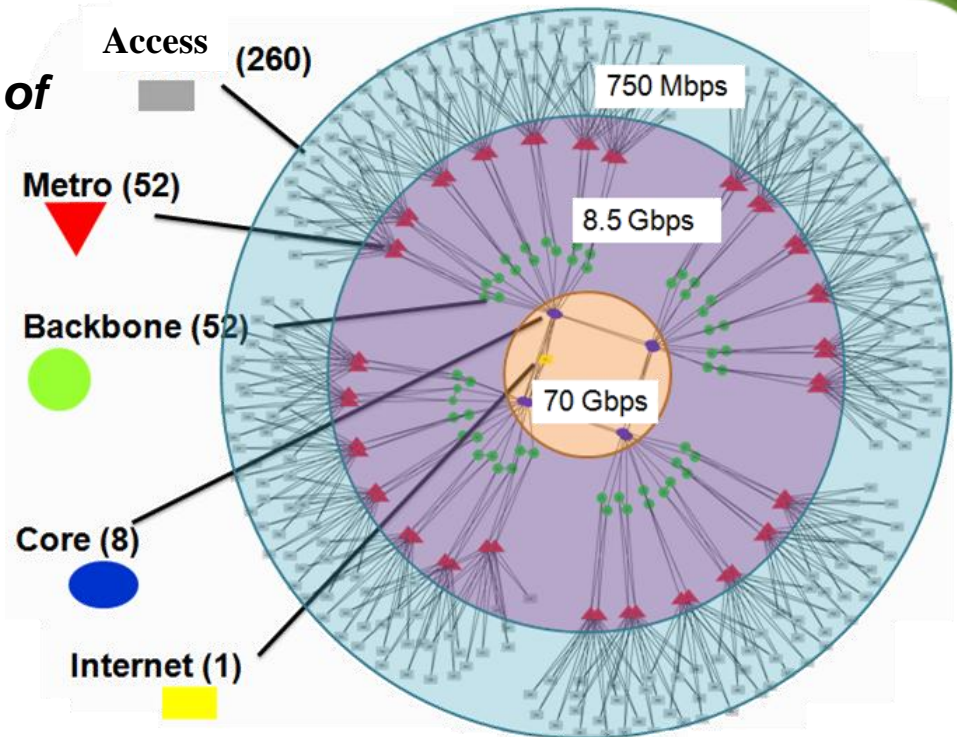 Access
(260)
of
750 Mbps
Metro (52)
8.5 Gbps
Backbone (52)
70 Gbps
Core (8)
Internet (1)